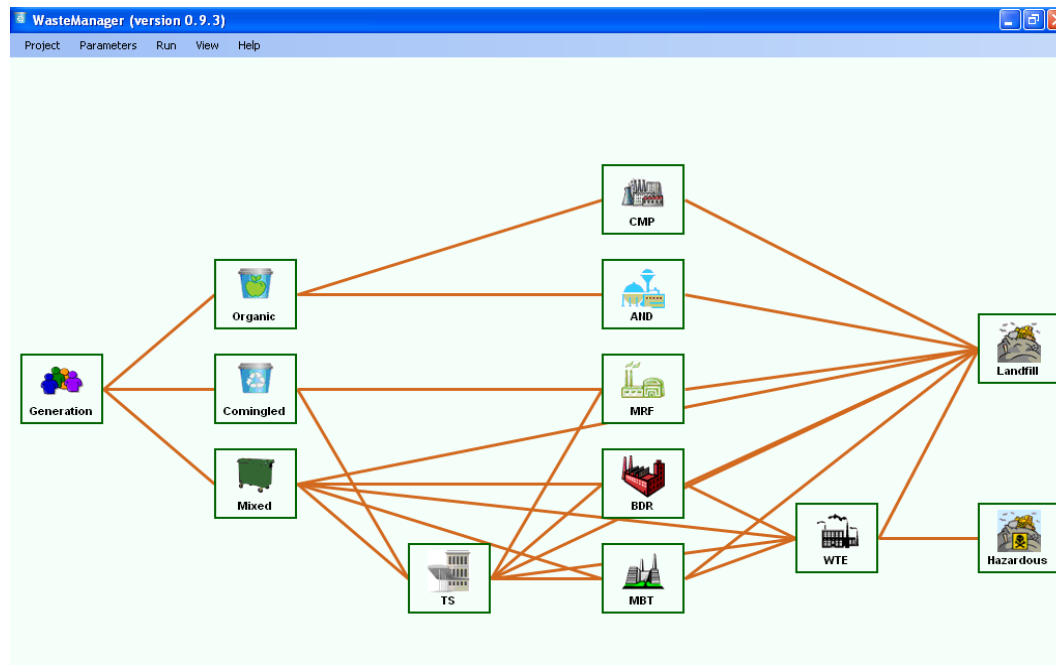 WasteManager (version 0.9.3)
Project Parameters Run View Help
CMP
Organic
AND
Landfill
Generation
Comingled
MRF
Mixed
BDR
WTE
Hazardous
TS
MBT